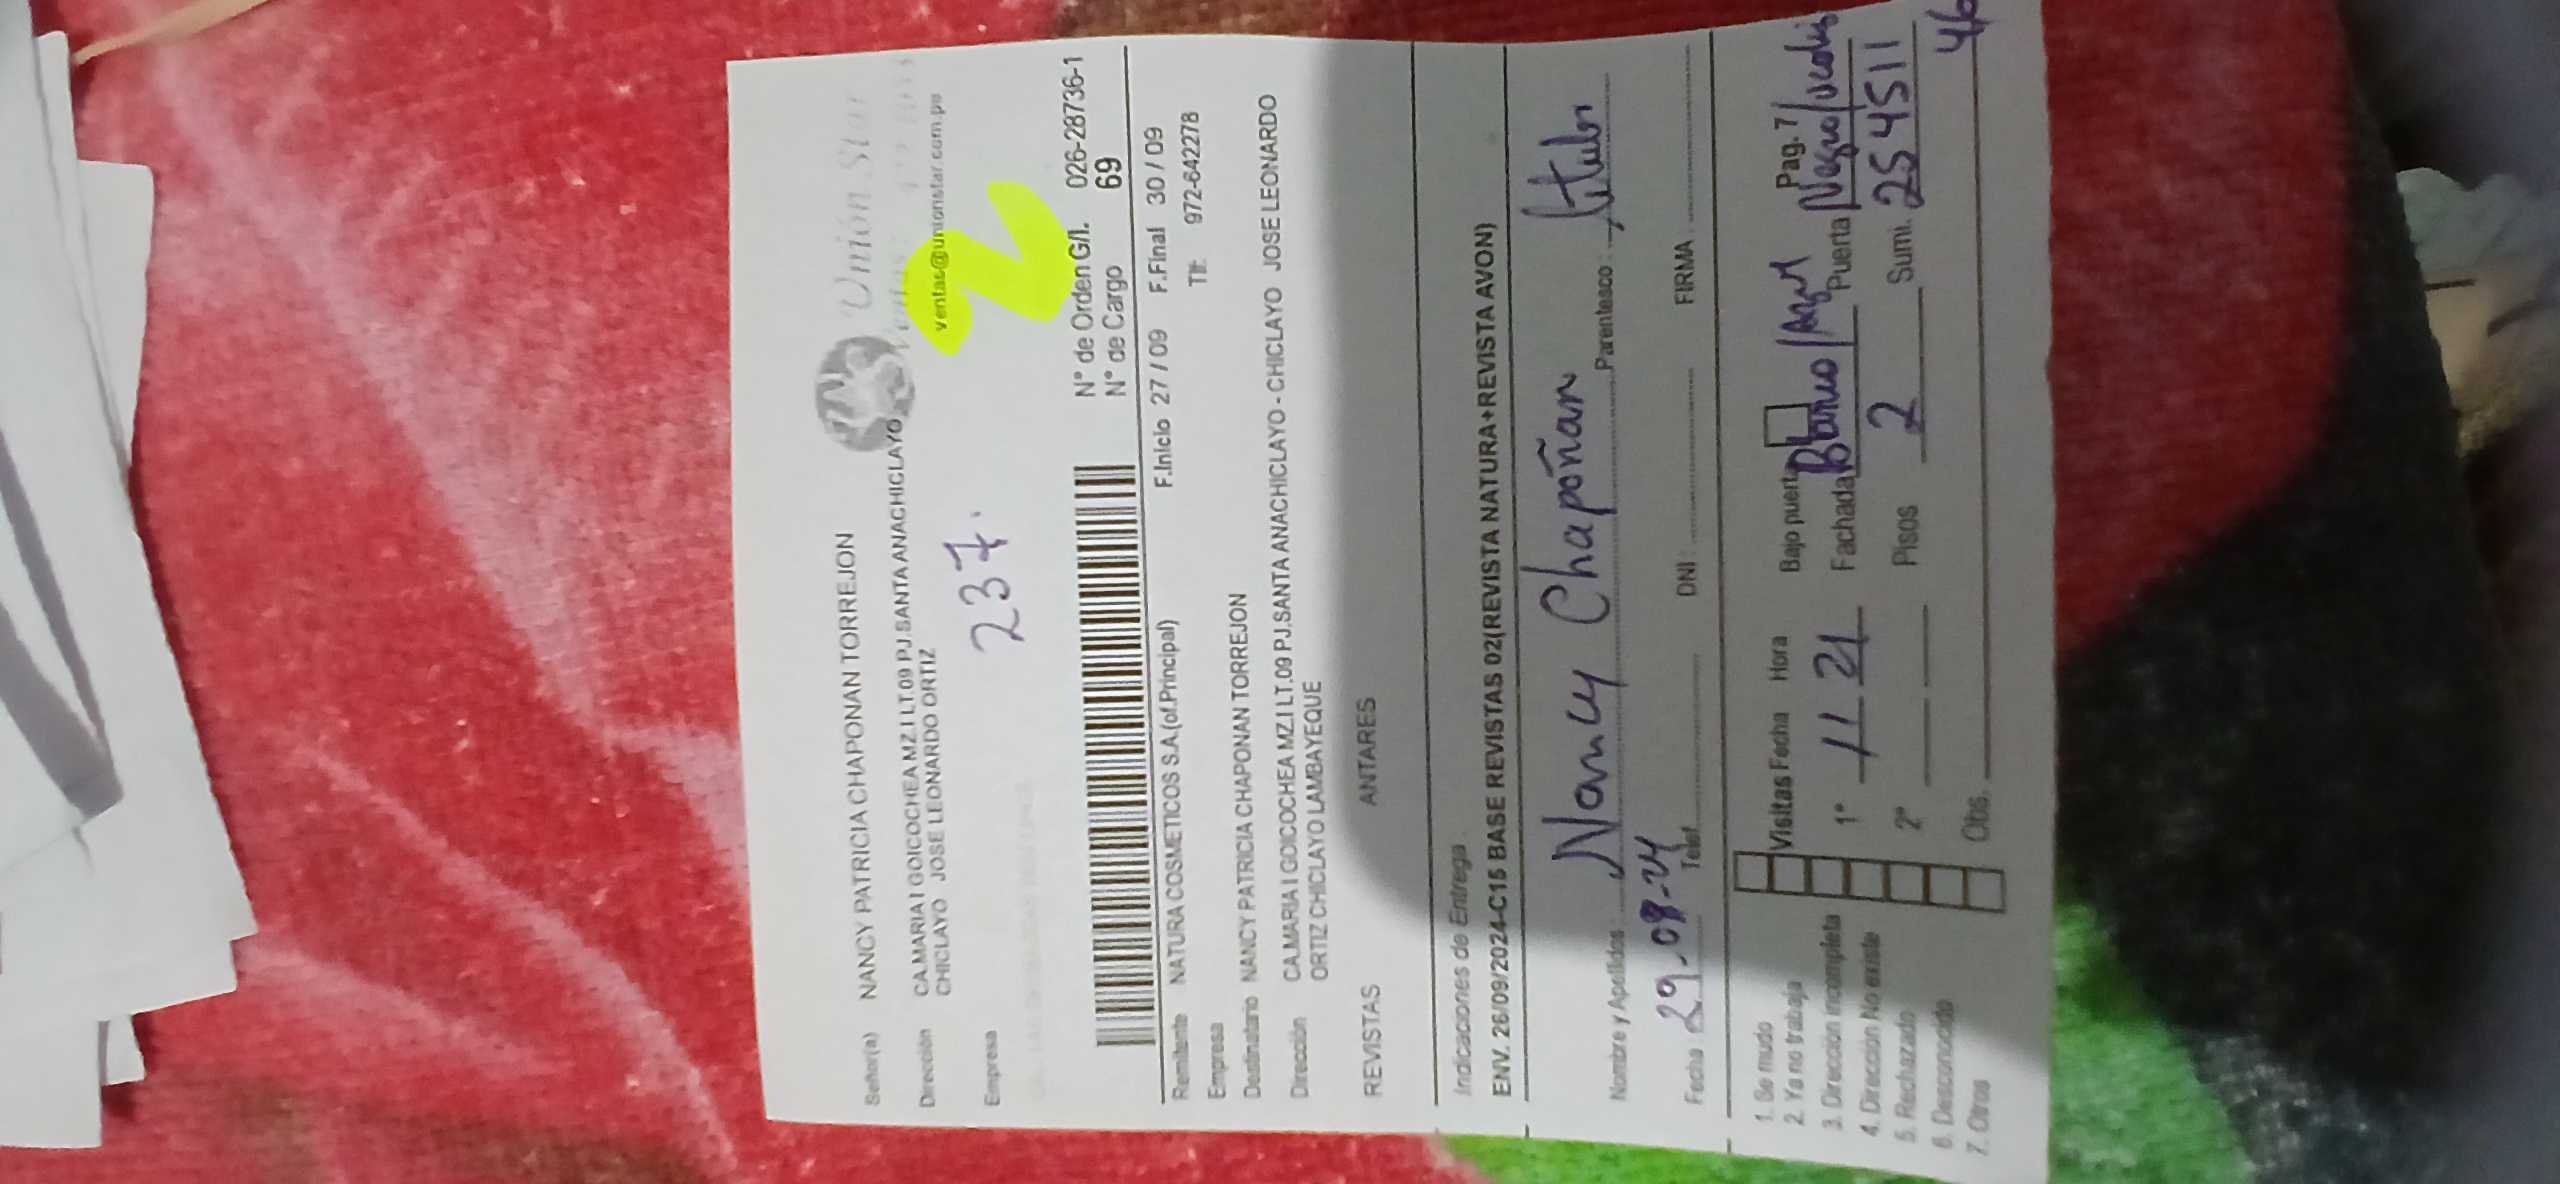 Unión Star
ventas@unionstar.com.pe
Señor(a) NANCY PATRICIA CHAPONAN TORREJON
Dirección CA.MARIA I GOICOCHEA MZ.I LT.09 PJ.SANTA ANACHICLAYO
CHICLAYO JOSE LEONARDO ORTIZ
Empresa
237.
N° de Orden G/I. 026-28736-1
N° de Cargo 69
Remitente NATURA COSMETICOS S.A.(of.Principal) F.Inicio 27 / 09 F.Final 30 / 09
Empresa Tlf: 972-642278
Destinatario NANCY PATRICIA CHAPONAN TORREJON
Dirección CA.MARIA I GOICOCHEA MZ.I LT.09 PJ.SANTA ANACHICLAYO - CHICLAYO JOSE LEONARDO
ORTIZ CHICLAYO LAMBAYEQUE
REVISTAS ANTARES
Indicaciones de Entrega
ENV. 26/09/2024-C15 BASE REVISTAS 02(REVISTA NATURA+REVISTA AVON)
Nombre y Apellidos : Nancy Chapoñan Parentesco : titular
Fecha : 29-08-24 Telef. DNI : FIRMA :
1. Se mudo
2. Ya no trabaja
3. Dirección incompleta
4. Dirección No existe
5. Rechazado
6. Desconocido
7. Otros
Visitas Fecha Hora Bajo puerta Pag. 7
1° 11 21 Fachada Puerta Negro
2° Pisos 2 Sumi. 254511
Obs.